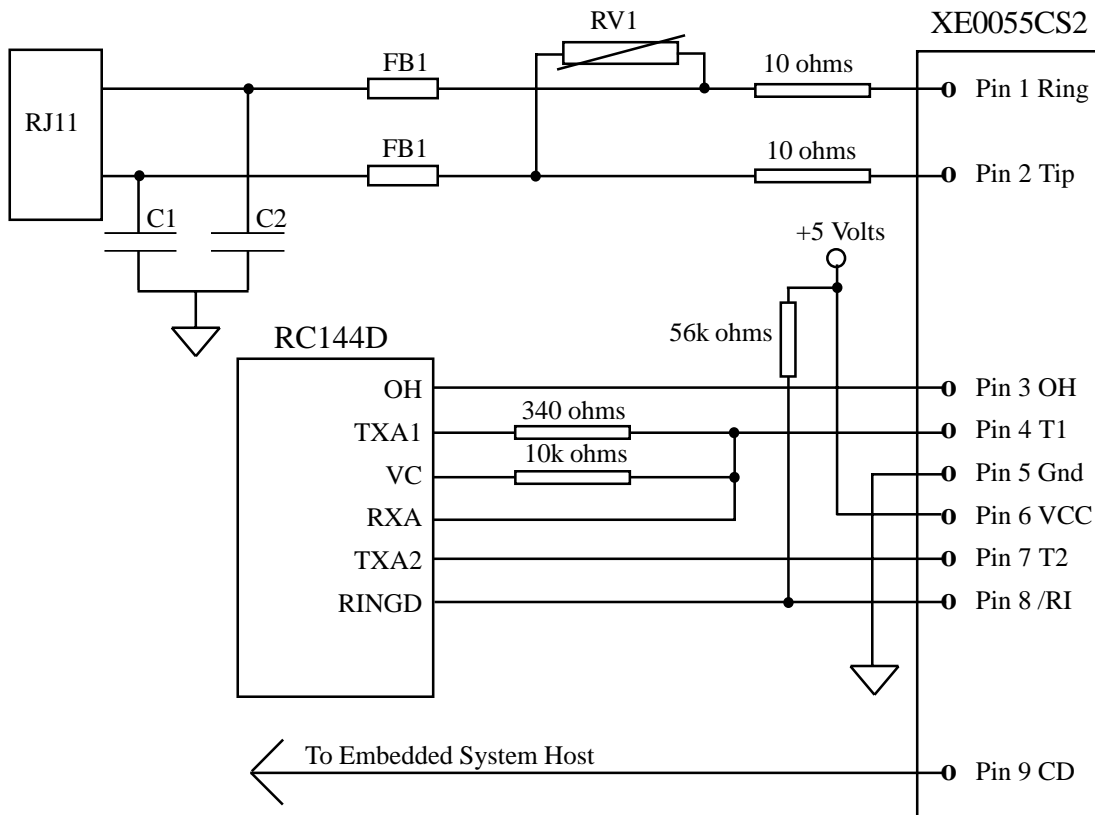 XE0055CS2
RV1
FB1
10 ohms
Pin 1 Ring
RJ11
FB1
10 ohms
Pin 2 Tip
C1
C2
+5 Volts
56k ohms
RC144D
OH
Pin 3 OH
340 ohms
TXA1
Pin 4 T1
10k ohms
VC
Pin 5 Gnd
RXA
Pin 6 VCC
TXA2
Pin 7 T2
RINGD
Pin 8 /RI
To Embedded System Host
Pin 9 CD